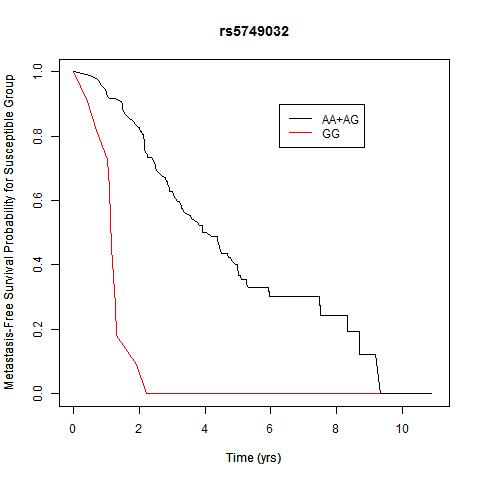 rs5749032
Metastasis-Free Survival Probability for Susceptible Group
1.0
0.8
0.6
0.4
0.2
0.0
AA+AG
GG
0 2 4 6 8 10
Time (yrs)